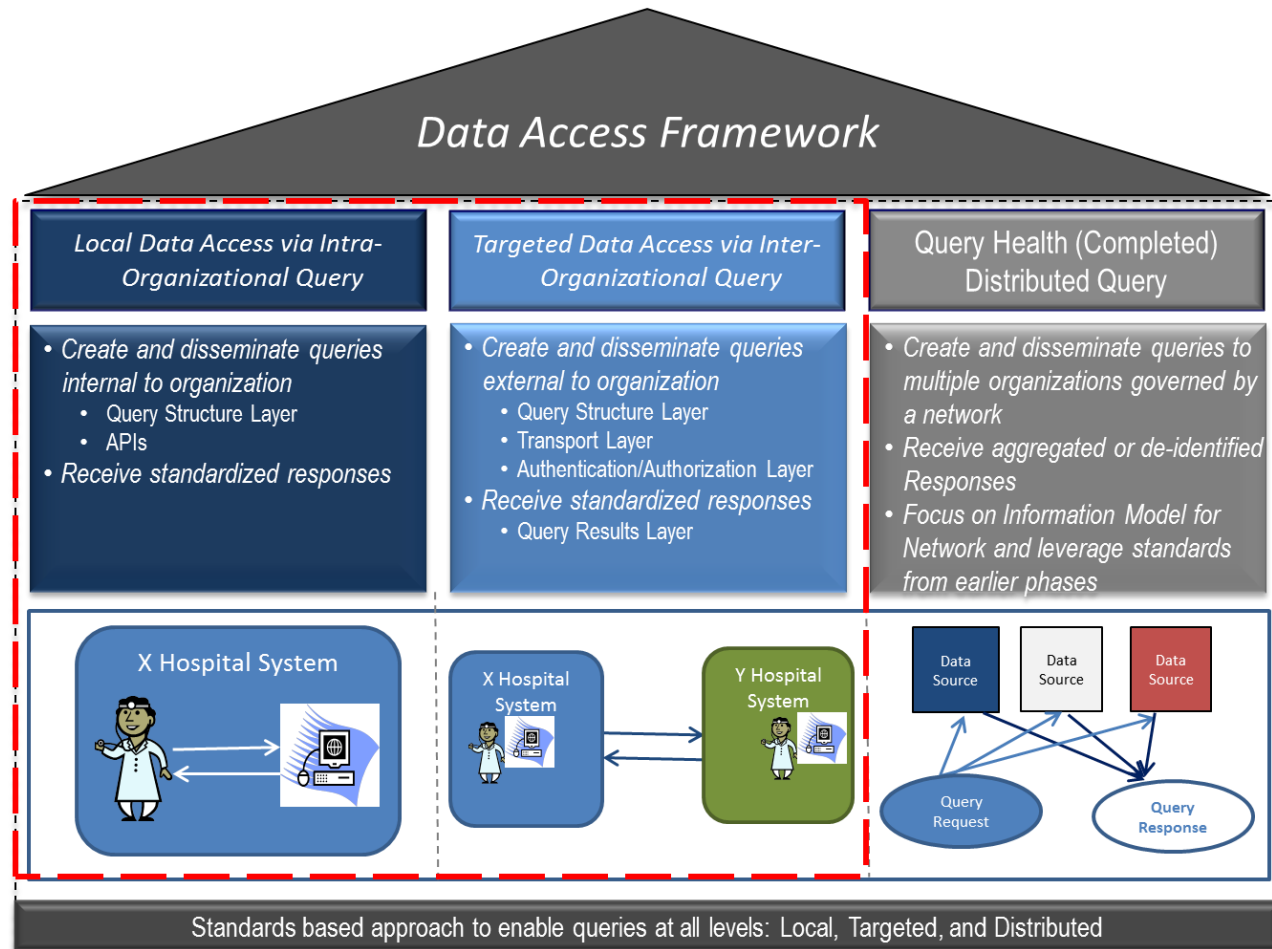 Data Access Framework
Local Data Access via Intra-
Organizational Query
Targeted Data Access via Inter-
Organizational Query
Query Health (Completed)
Distributed Query
• Create and disseminate queries
internal to organization
• Query Structure Layer
• APIs
• Receive standardized responses
• Create and disseminate queries
external to organization
• Query Structure Layer
• Transport Layer
• Authentication/Authorization Layer
• Receive standardized responses
• Query Results Layer
• Create and disseminate queries to
multiple organizations governed by
a network
• Receive aggregated or de-identified
Responses
• Focus on Information Model for
Network and leverage standards
from earlier phases
X Hospital System
X Hospital
System
Y Hospital
System
Data
Source
Data
Source
Data
Source
Query
Request
Query
Response
Standards based approach to enable queries at all levels: Local, Targeted, and Distributed